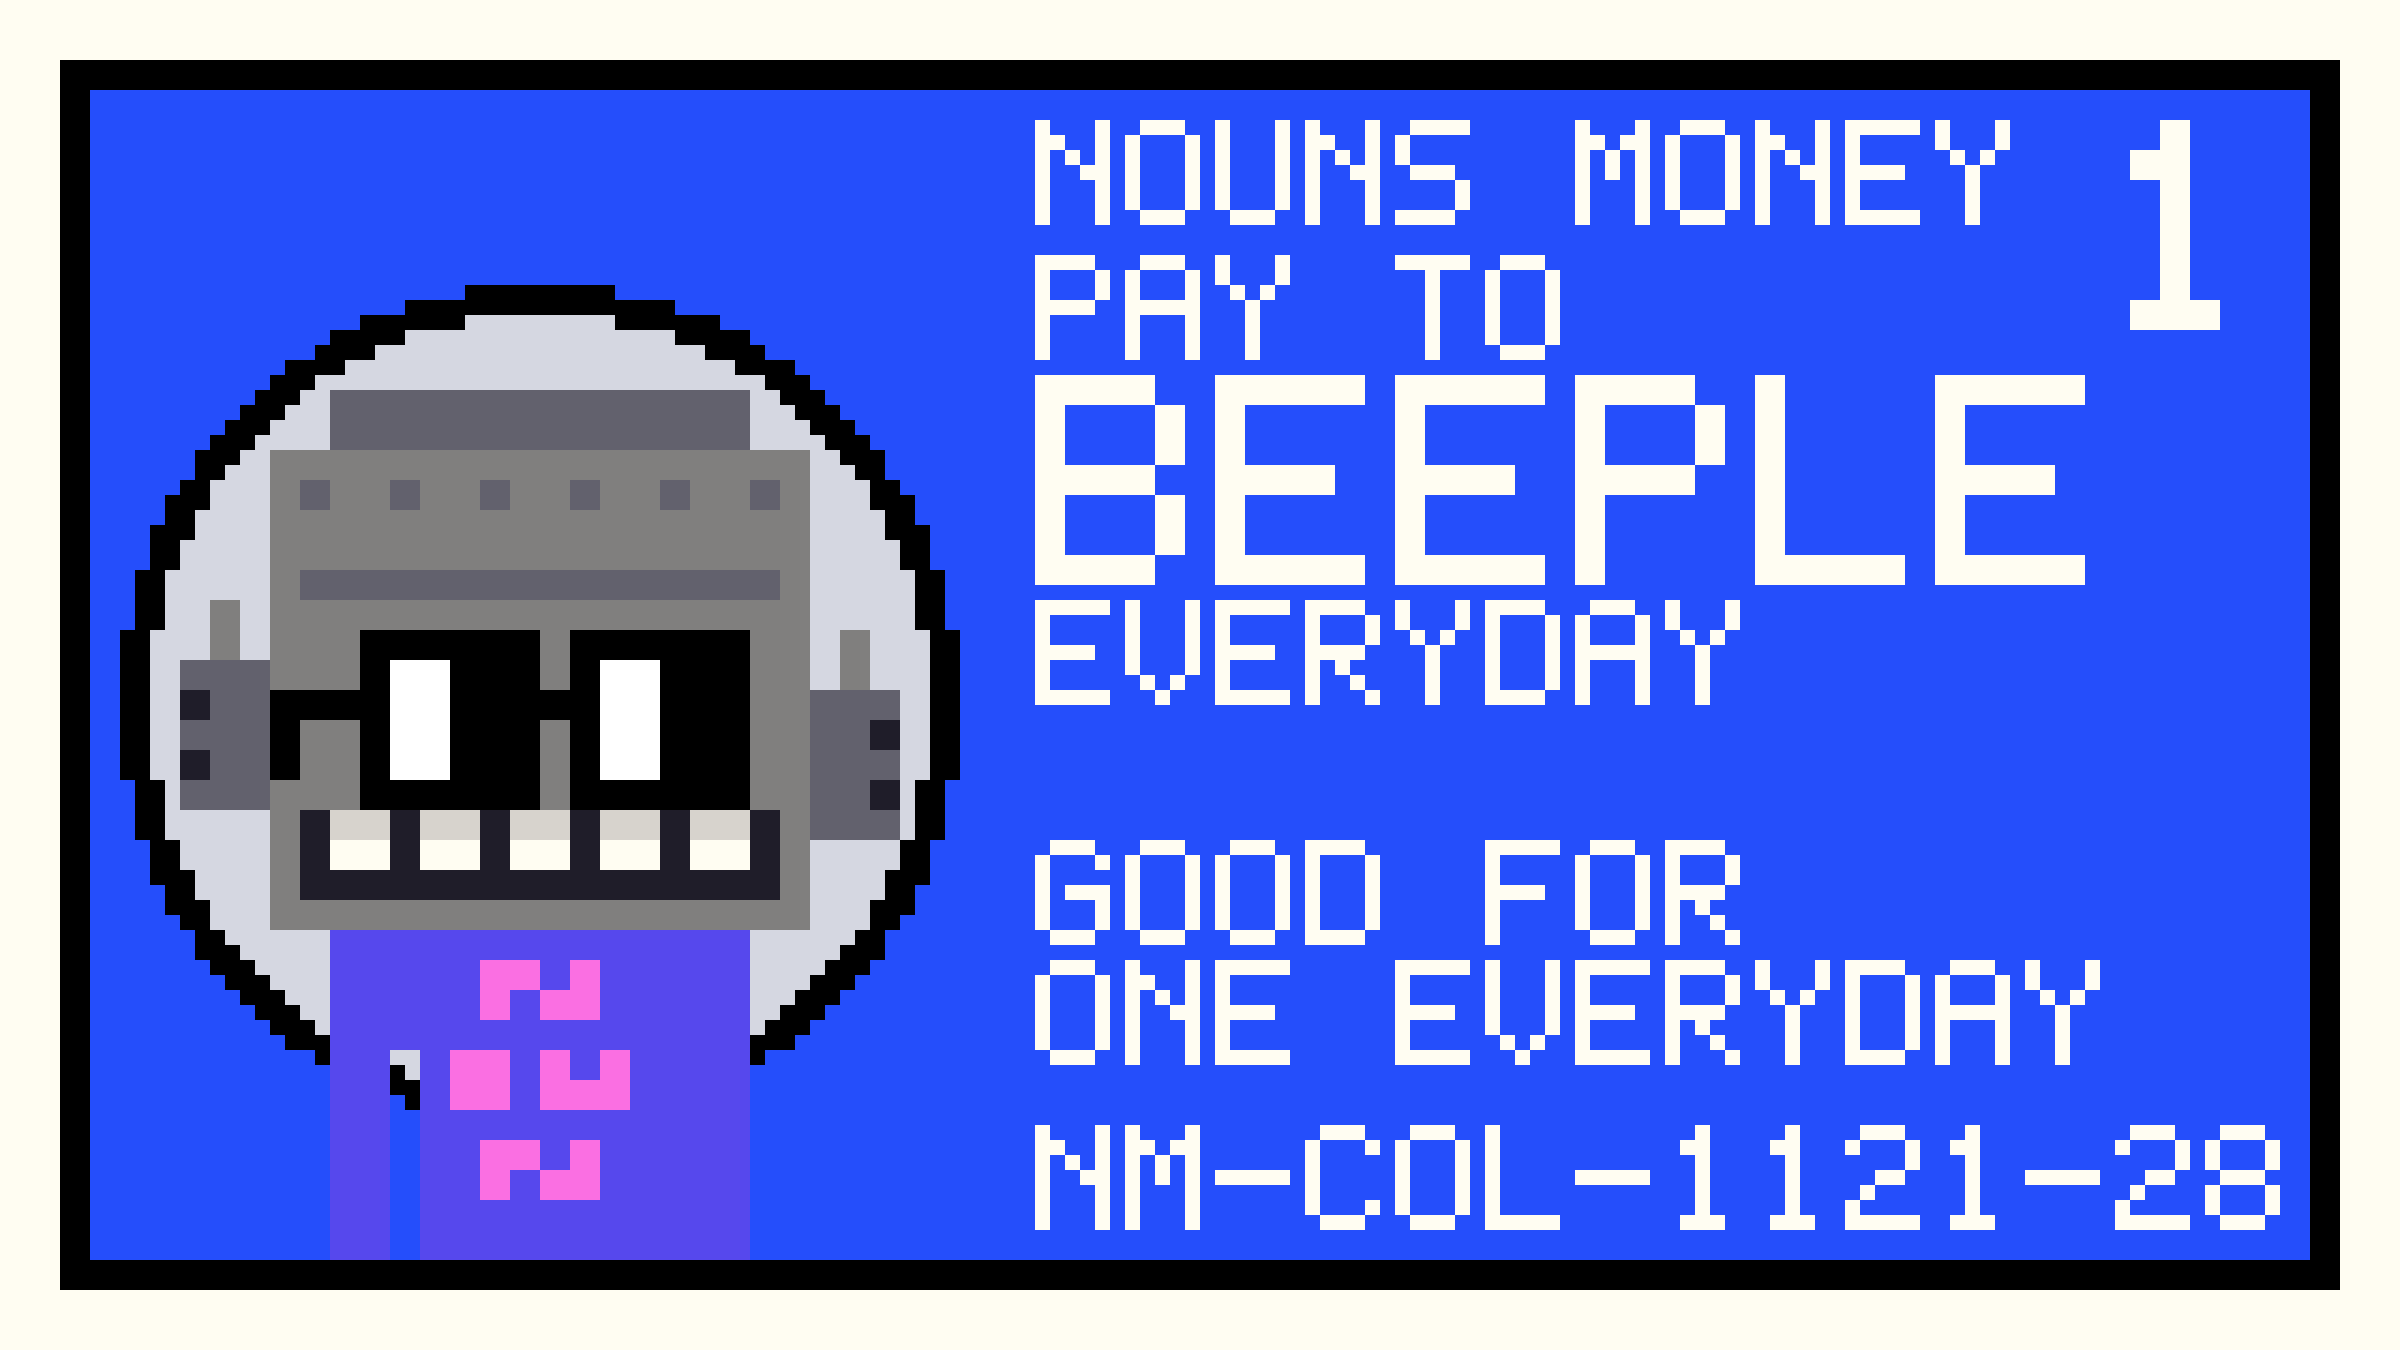 NOUNS MONEY 1
PAY TO
BEEPLE
EVERYDAY
GOOD FOR
ONE EVERYDAY
NM-COL-1121-28